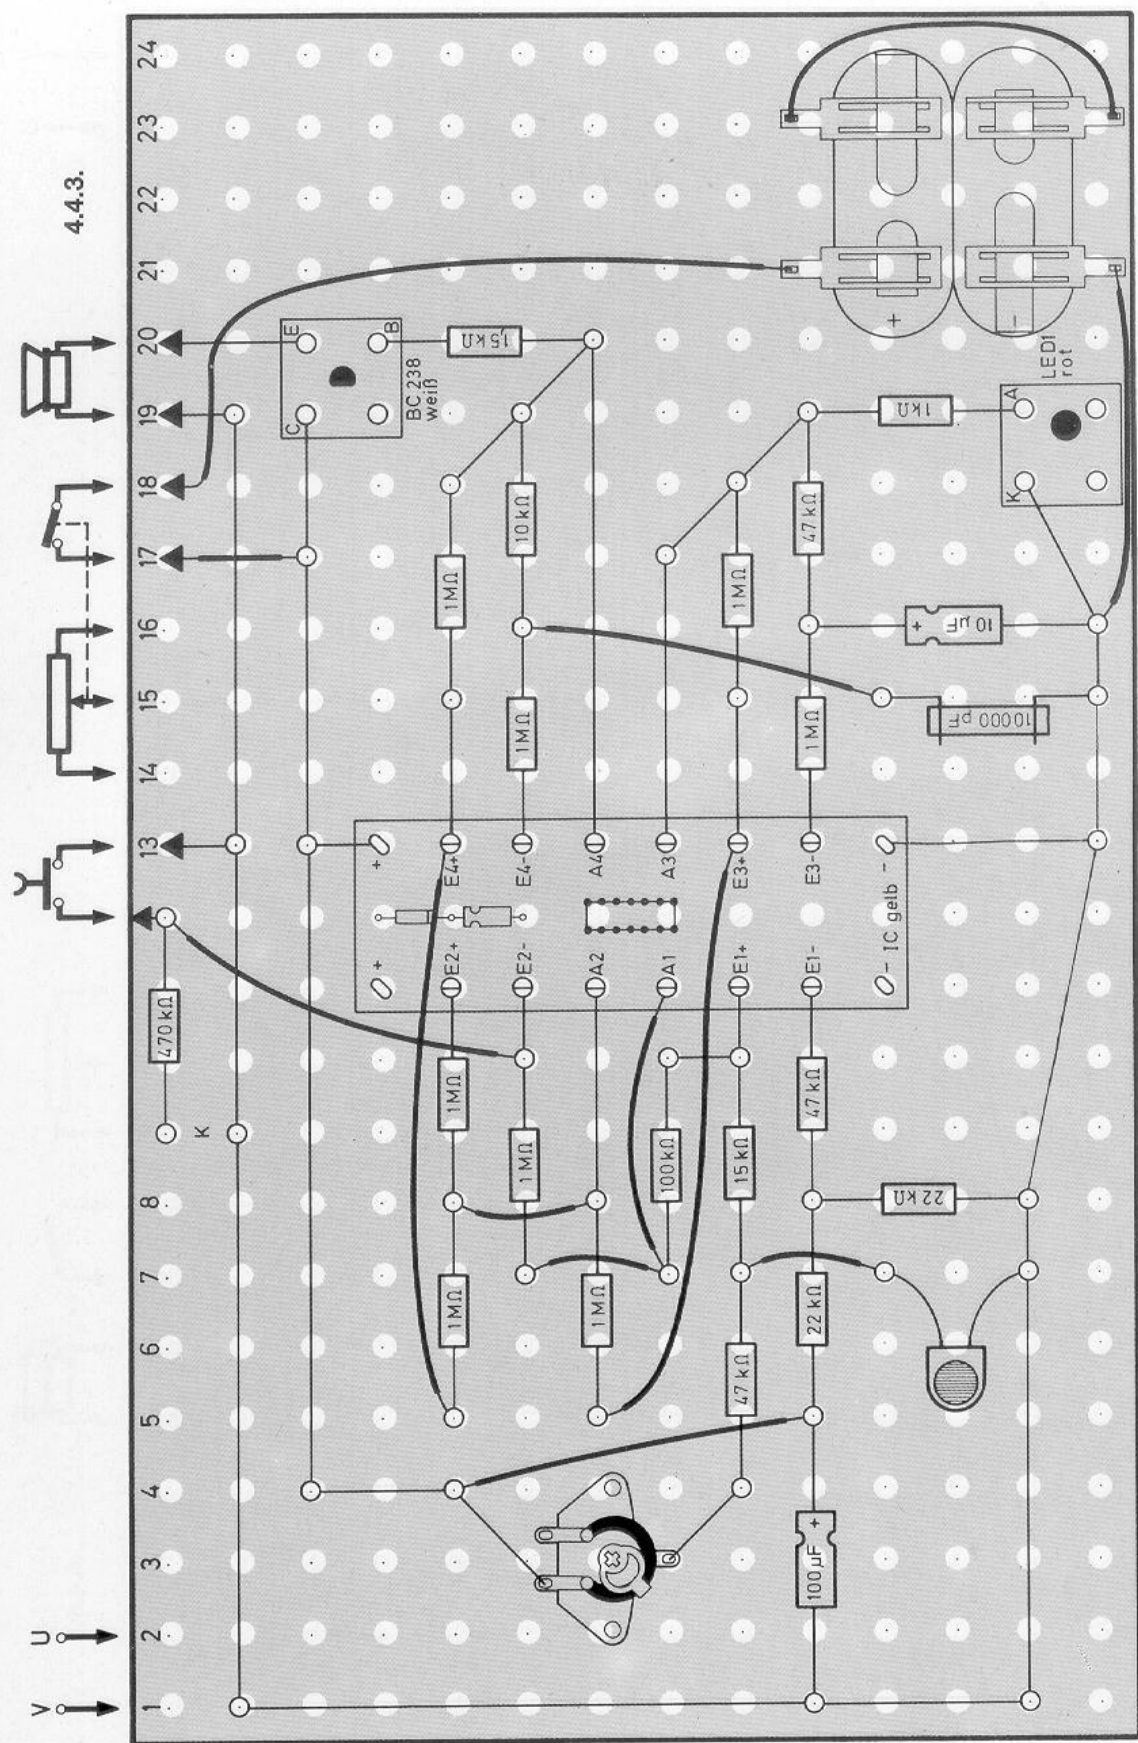 4.4.3.
V
U
1
2
3
4
5
6
7
8
13
14
15
16
17
18
19
20
21
22
23
24
470 kΩ
K
E
C
B
BC 238
weiß
1,5 kΩ
1 MΩ
10 kΩ
1 MΩ
1 MΩ
47 kΩ
1 MΩ
1 kΩ
LED1
rot
A
K
+
-
+
10 µF
10 000 pF
+
E4+
E4-
A4
A3
E3+
E3-
-
+
E2+
E2-
A2
A1
E1+
E1-
-
IC gelb
1 MΩ
1 MΩ
1 MΩ
1 MΩ
100 kΩ
15 kΩ
47 kΩ
47 kΩ
22 kΩ
22 kΩ
100 µF +